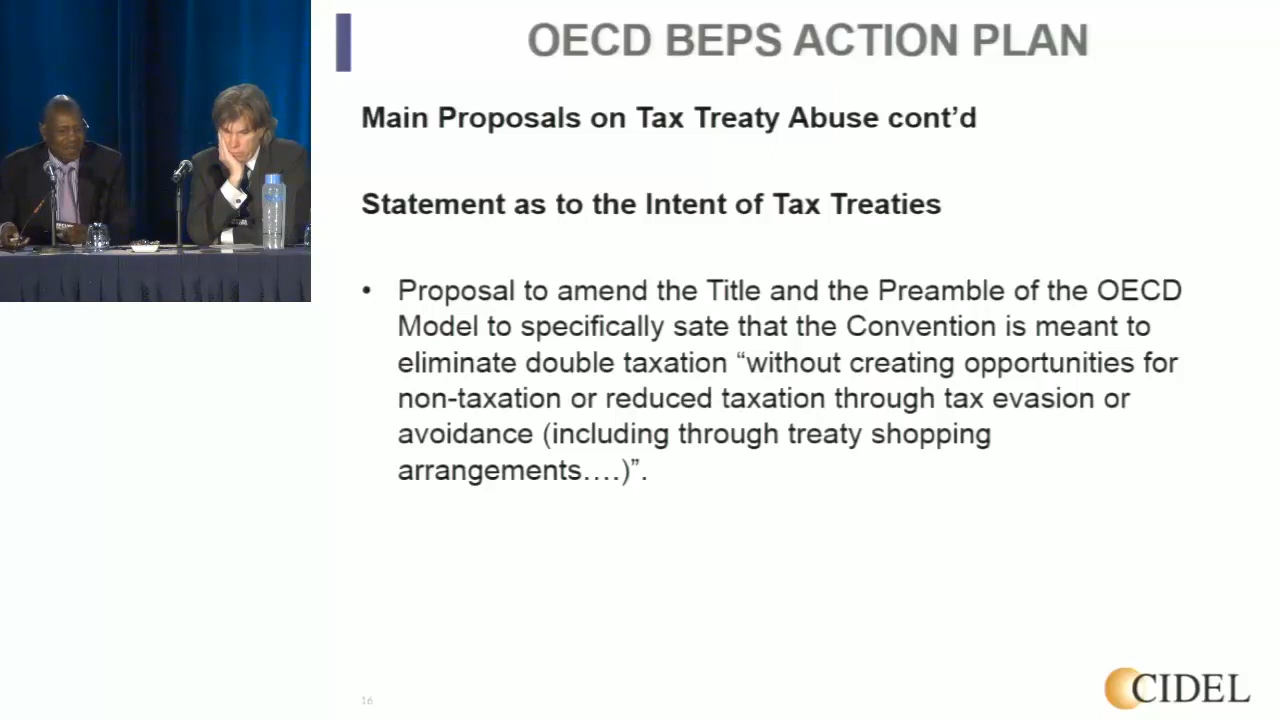 OECD BEPS ACTION PLAN
Main Proposals on Tax Treaty Abuse cont’d
Statement as to the Intent of Tax Treaties
• Proposal to amend the Title and the Preamble of the OECD
Model to specifically sate that the Convention is meant to
eliminate double taxation “without creating opportunities for
non-taxation or reduced taxation through tax evasion or
avoidance (including through treaty shopping
arrangements….)”.
16
CIDEL